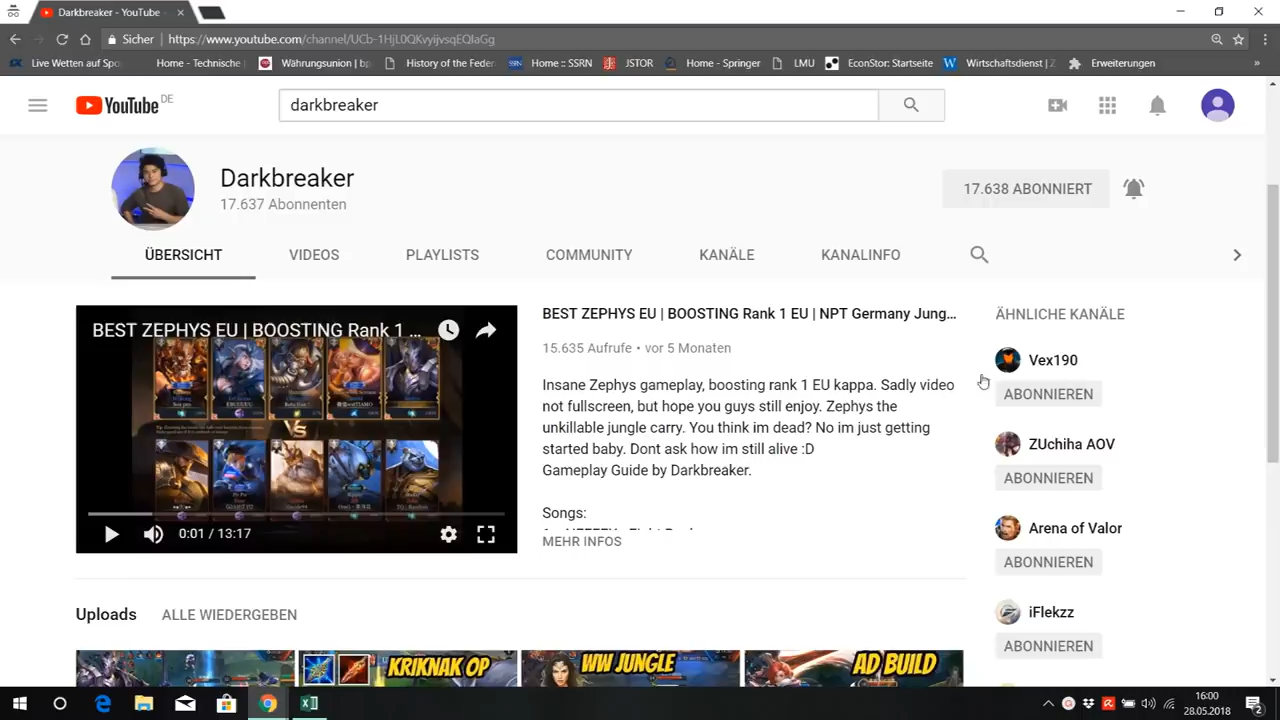 Darkbreaker - YouTube -
Sicher https://www.youtube.com/channel/UCb-1HjL0QKvyijvsqEQIaGg
Live Wetten auf Spo Home - Technische Währungsunion | bp History of the Feder Home :: SSRN JSTOR Home - Springer LMU EconStor: Startseite Wirtschaftsdienst | Z Erweiterungen »
YouTube DE darkbreaker
Darkbreaker
17.637 Abonnenten
17.638 ABONNIERT
ÜBERSICHT VIDEOS PLAYLISTS COMMUNITY KANÄLE KANALINFO
BEST ZEPHYS EU | BOOSTING Rank 1 ...
VS
0:01 / 13:17
BEST ZEPHYS EU | BOOSTING Rank 1 EU | NPT Germany Jung...
15.635 Aufrufe • vor 5 Monaten
Insane Zephys gameplay, boosting rank 1 EU kappa. Sadly video
not fullscreen, but hope you guys still enjoy. Zephys the
unkillable jungle carry. You think im dead? No im just getting
started baby. Dont ask how im still alive :D
Gameplay Guide by Darkbreaker.
Songs:
MEHR INFOS
ÄHNLICHE KANÄLE
Vex190
ABONNIEREN
ZUchiha AOV
ABONNIEREN
Arena of Valor
ABONNIEREN
iFlekzz
ABONNIEREN
Uploads ALLE WIEDERGEBEN
KRIKNAK OP
WW JUNGLE
AD BUILD
16:00
28.05.2018
2